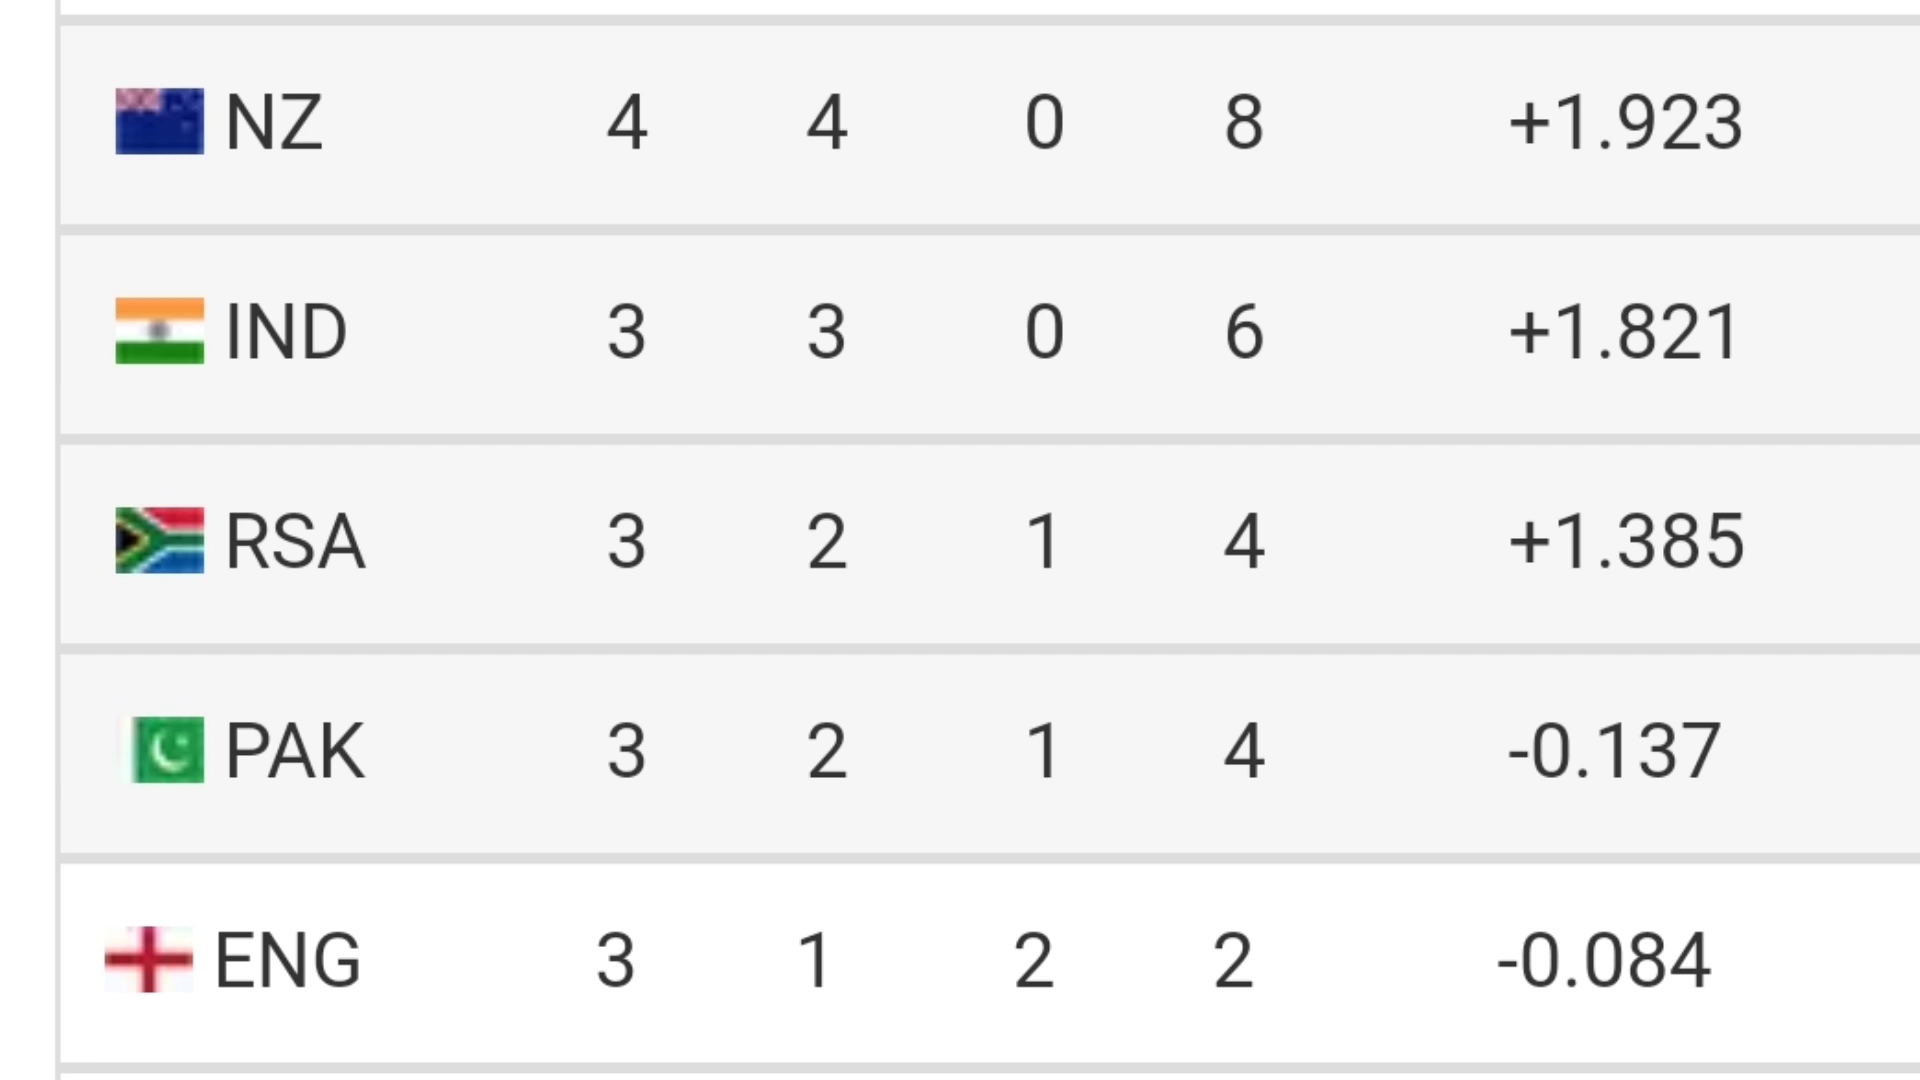 NZ 4 4 0 8 +1.923
IND 3 3 0 6 +1.821
RSA 3 2 1 4 +1.385
PAK 3 2 1 4 -0.137
ENG 3 1 2 2 -0.084